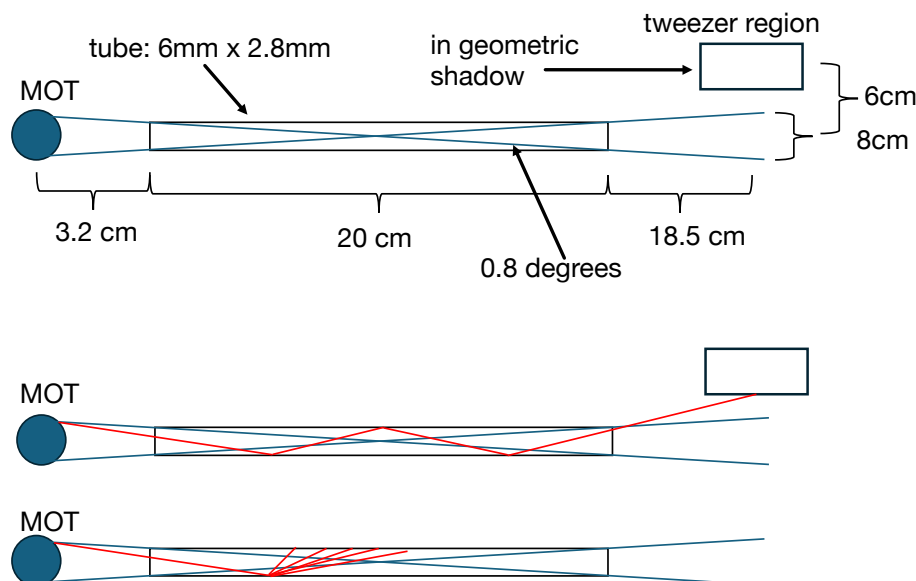 tweezer region
tube: 6mm x 2.8mm
in geometric
shadow
MOT
6cm
8cm
3.2 cm
20 cm
18.5 cm
0.8 degrees
MOT
MOT